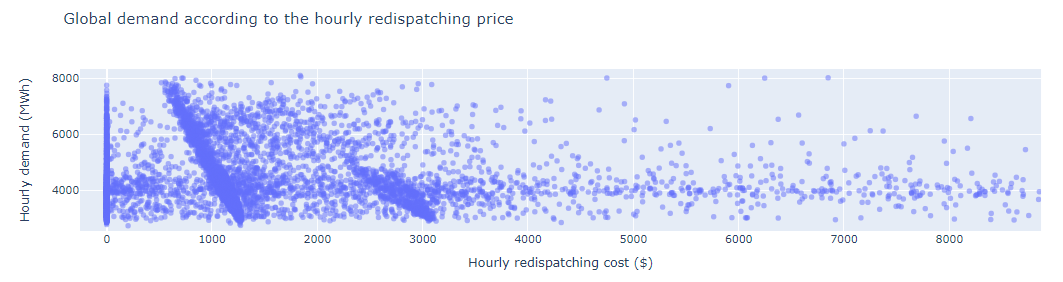 Global demand according to the hourly redispatching price
Hourly demand (MWh)
8000
6000
4000
0 1000 2000 3000 4000 5000 6000 7000 8000
Hourly redispatching cost ($)